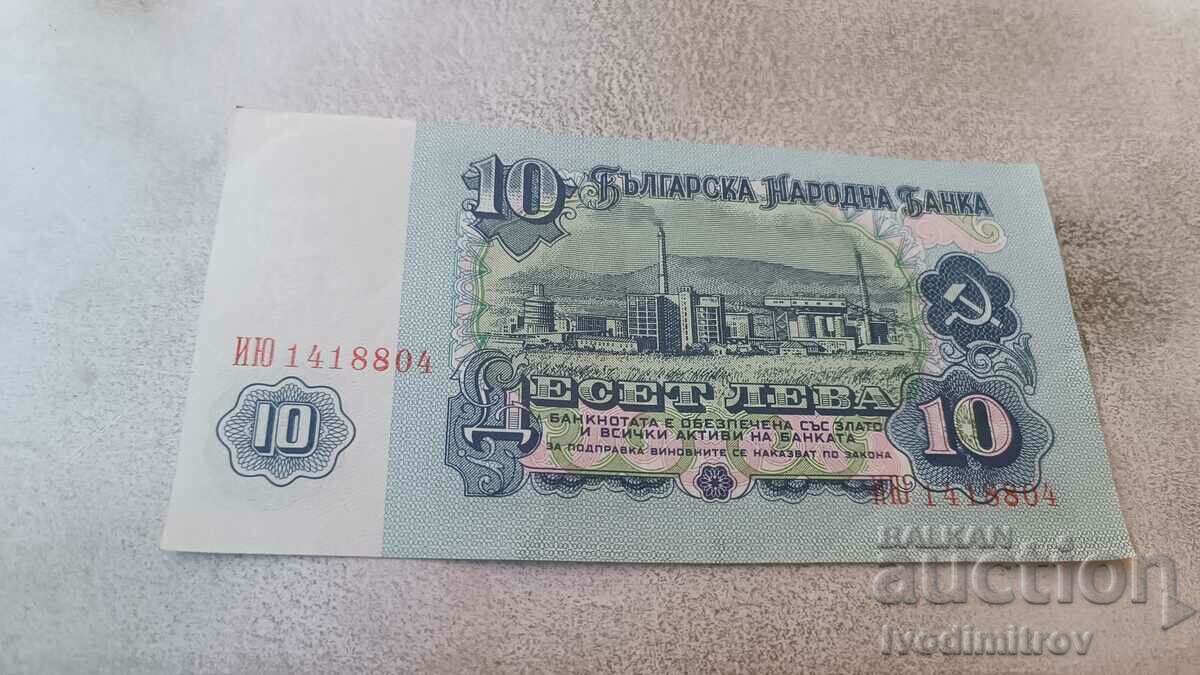 10 БЪЛГАРСКА НАРОДНА БАНКА
ИЮ 1418804
10
ДЕСЕТ ЛЕВА
БАНКНОТАТА Е ОБЕЗПЕЧЕНА СЪС ЗЛАТО
И ВСИЧКИ АКТИВИ НА БАНКАТА
ЗА ПОДПРАВКА ВИНОВНИТЕ СЕ НАКАЗВАТ ПО ЗАКОНА
10
ИЮ 1418804
BALKAN
auction
Ivodimitrov